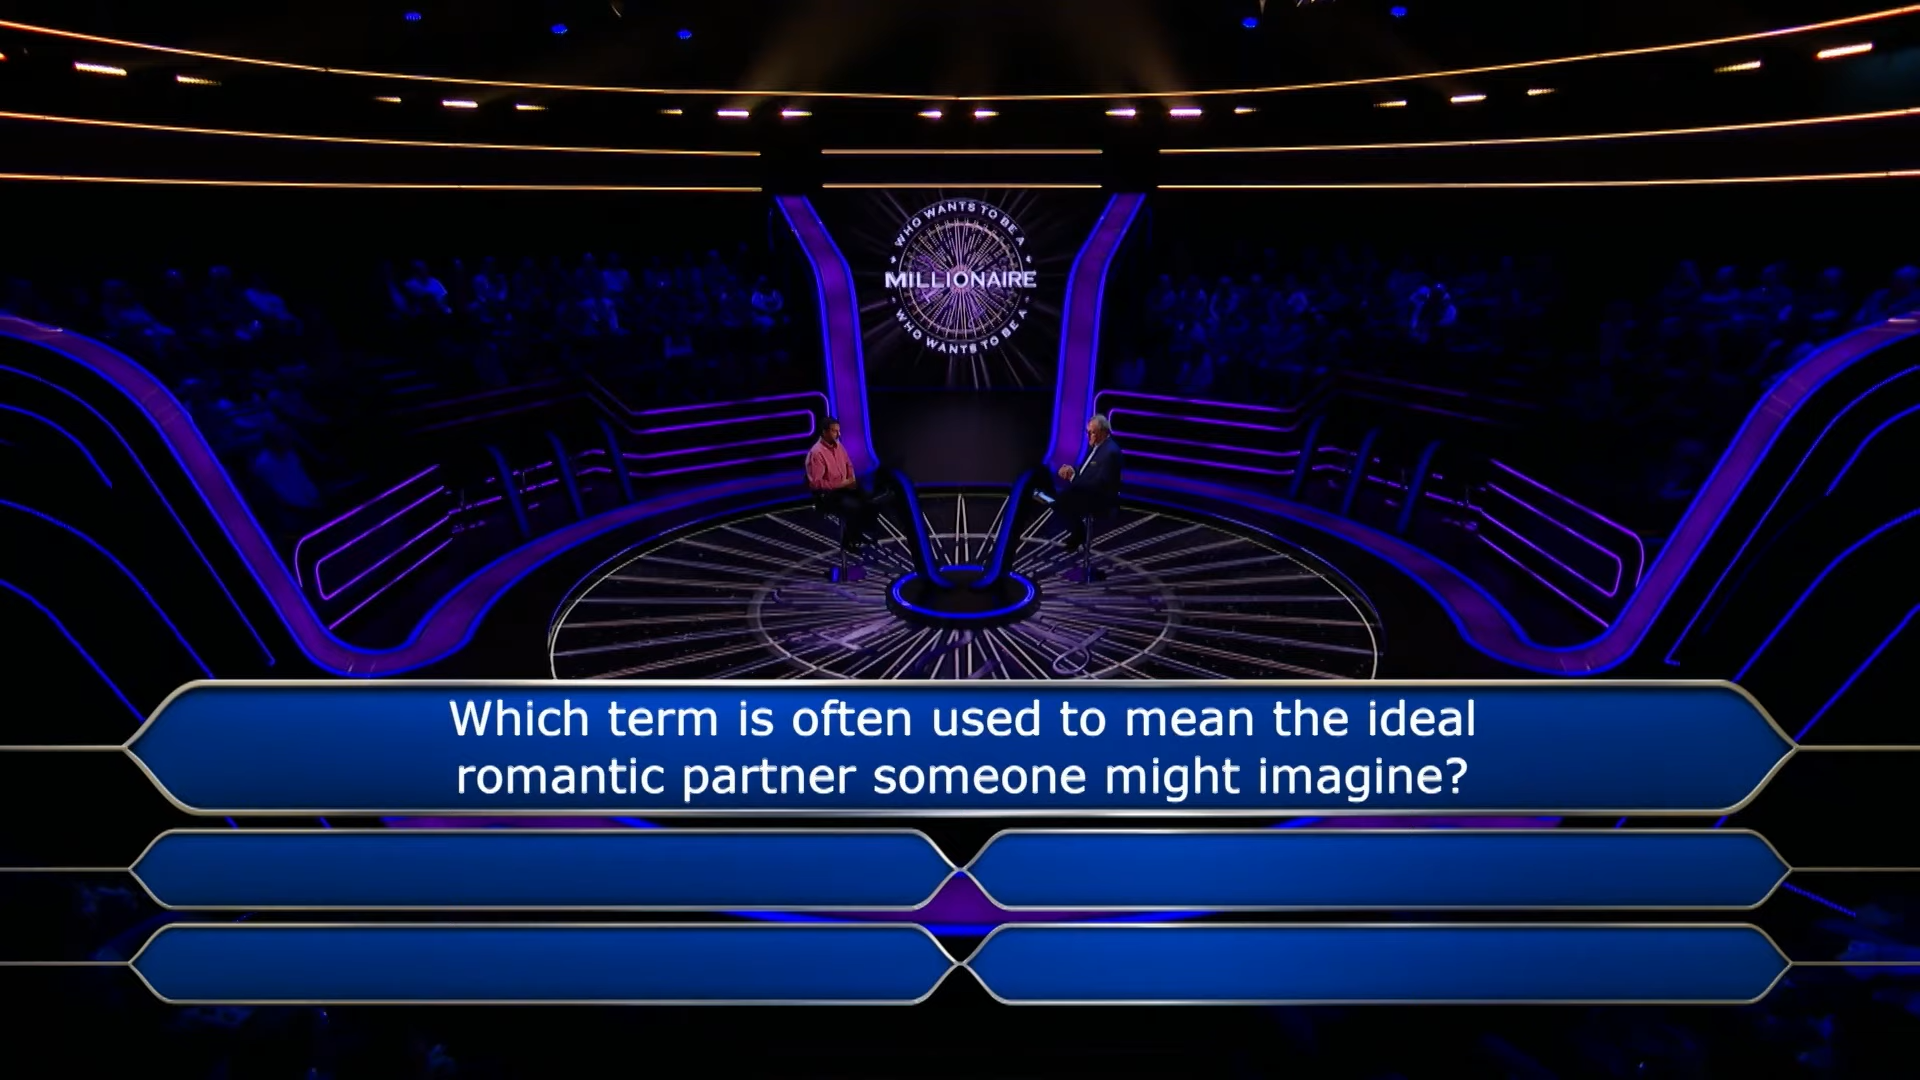 WHO WANTS TO BE A
MILLIONAIRE
WHO WANTS TO BE A
Which term is often used to mean the ideal
romantic partner someone might imagine?